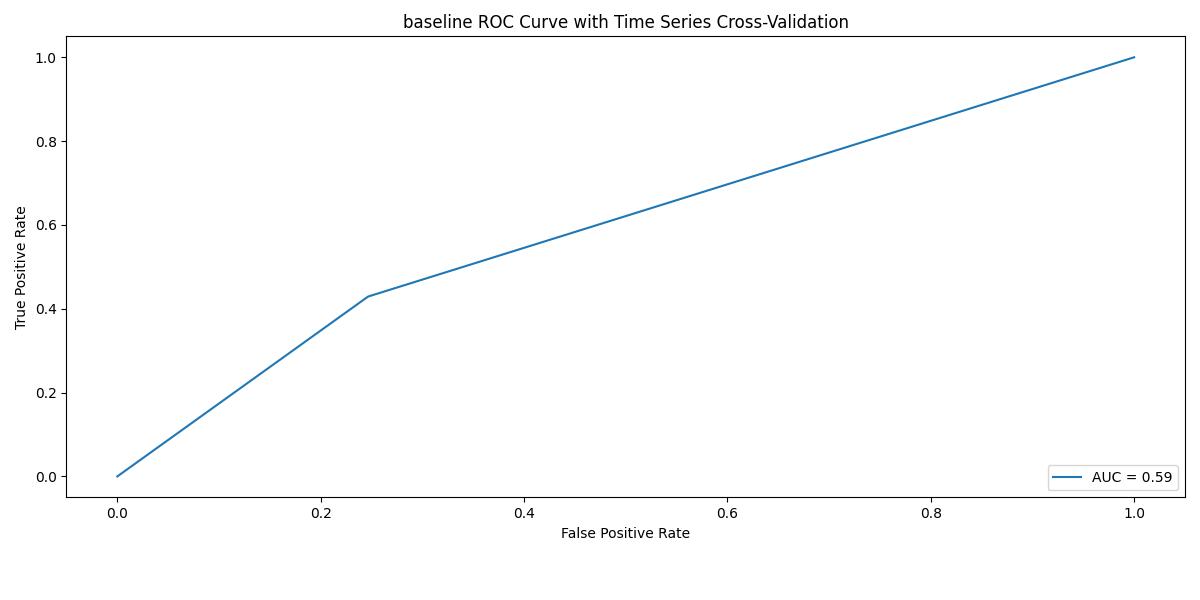 baseline ROC Curve with Time Series Cross-Validation
1.0
0.8
0.6
0.4
0.2
0.0
True Positive Rate
AUC = 0.59
0.0 0.2 0.4 0.6 0.8 1.0
False Positive Rate